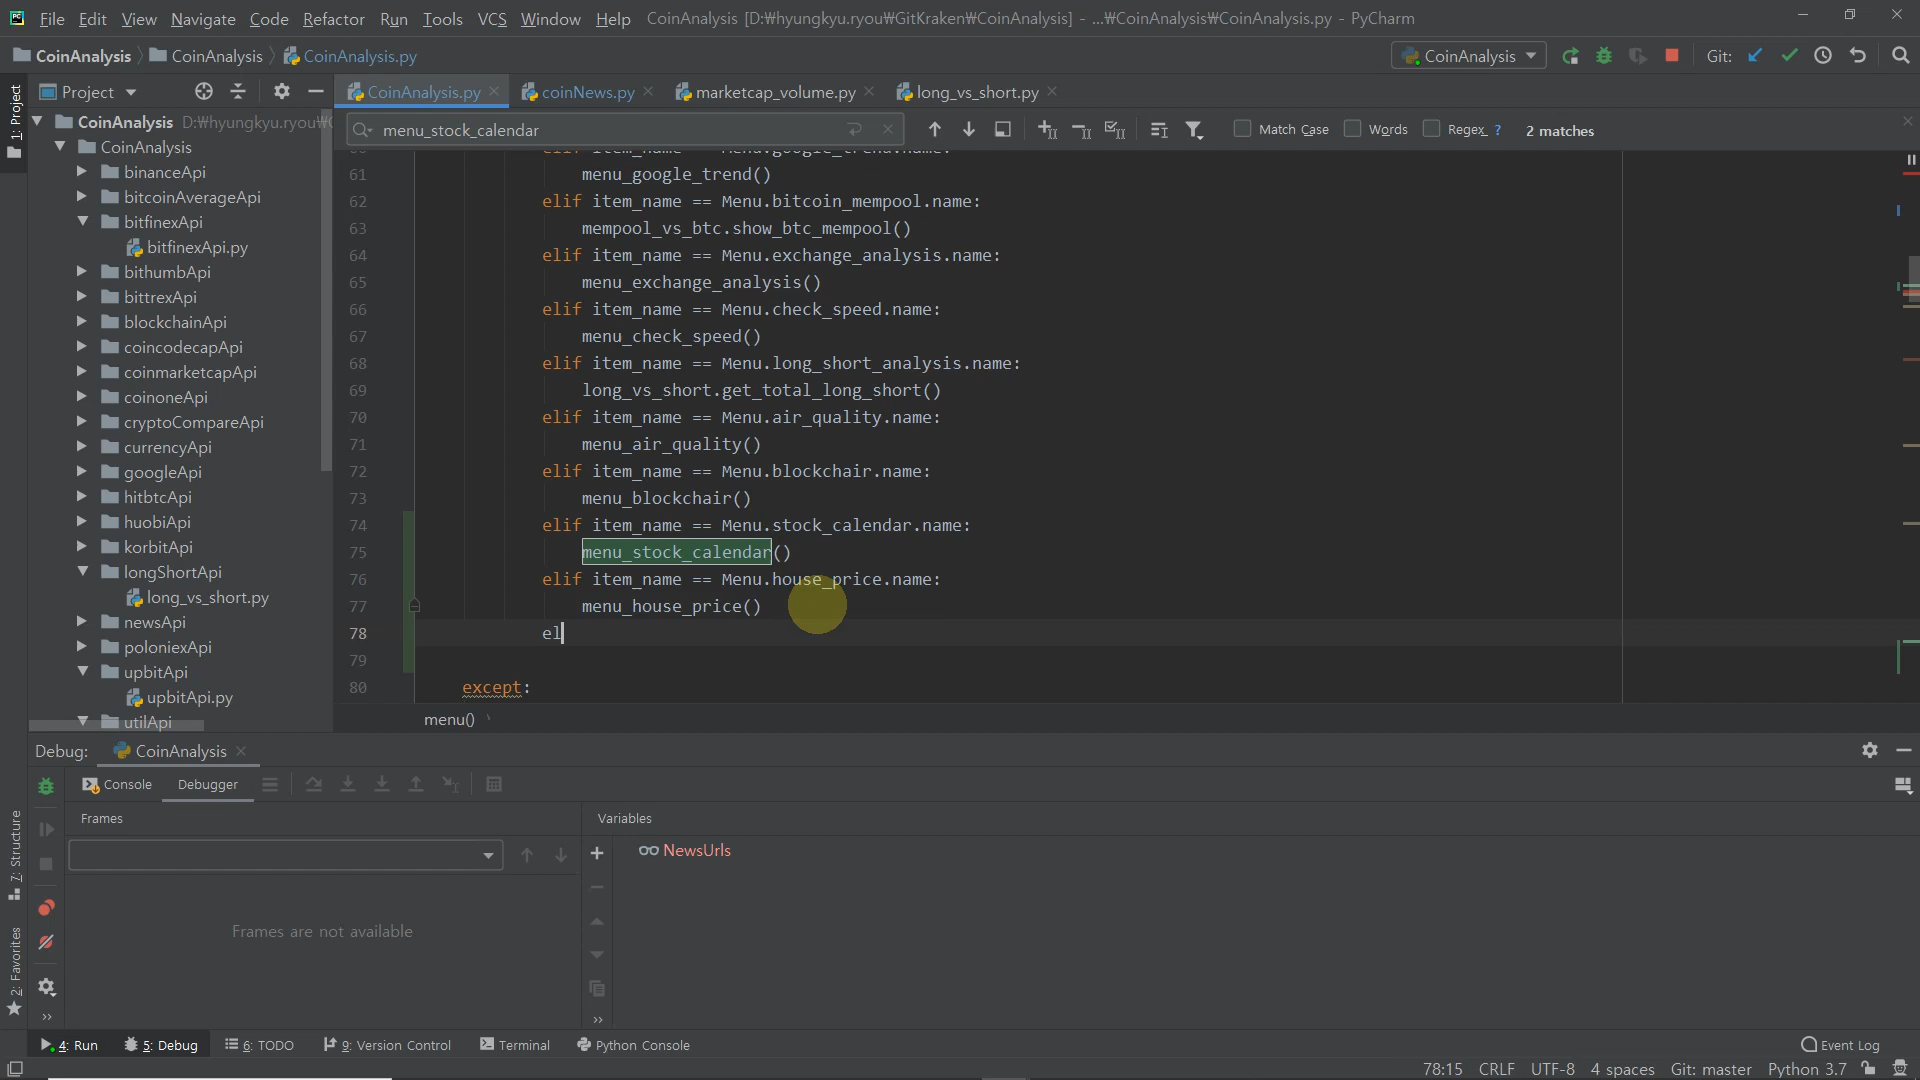 File Edit View Navigate Code Refactor Run Tools VCS Window Help CoinAnalysis [D:₩hyungkyu.ryou₩GitKraken₩CoinAnalysis] - ...₩CoinAnalysis₩CoinAnalysis.py - PyCharm
CoinAnalysis CoinAnalysis CoinAnalysis.py CoinAnalysis Git:
1: Project
Project CoinAnalysis.py coinNews.py marketcap_volume.py long_vs_short.py
CoinAnalysis D:₩hyungkyu.ryou₩
menu_stock_calendar Match Case Words Regex ? 2 matches
CoinAnalysis
binanceApi
bitcoinAverageApi
bitfinexApi
bitfinexApi.py
bithumbApi
bittrexApi
blockchainApi
coincodecapApi
coinmarketcapApi
coinoneApi
cryptoCompareApi
currencyApi
googleApi
hitbtcApi
huobiApi
korbitApi
longShortApi
long_vs_short.py
newsApi
poloniexApi
upbitApi
upbitApi.py
utilApi
61 menu_google_trend()
62 elif item_name == Menu.bitcoin_mempool.name:
63 mempool_vs_btc.show_btc_mempool()
64 elif item_name == Menu.exchange_analysis.name:
65 menu_exchange_analysis()
66 elif item_name == Menu.check_speed.name:
67 menu_check_speed()
68 elif item_name == Menu.long_short_analysis.name:
69 long_vs_short.get_total_long_short()
70 elif item_name == Menu.air_quality.name:
71 menu_air_quality()
72 elif item_name == Menu.blockchair.name:
73 menu_blockchair()
74 elif item_name == Menu.stock_calendar.name:
75 menu_stock_calendar()
76 elif item_name == Menu.house_price.name:
77 menu_house_price()
78 el
79
80 except:
menu()
Debug: CoinAnalysis
Console Debugger
Frames Variables
NewsUrls
Frames are not available
7: Structure
2: Favorites
4: Run 5: Debug 6: TODO 9: Version Control Terminal Python Console Event Log
78:15 CRLF UTF-8 4 spaces Git: master Python 3.7